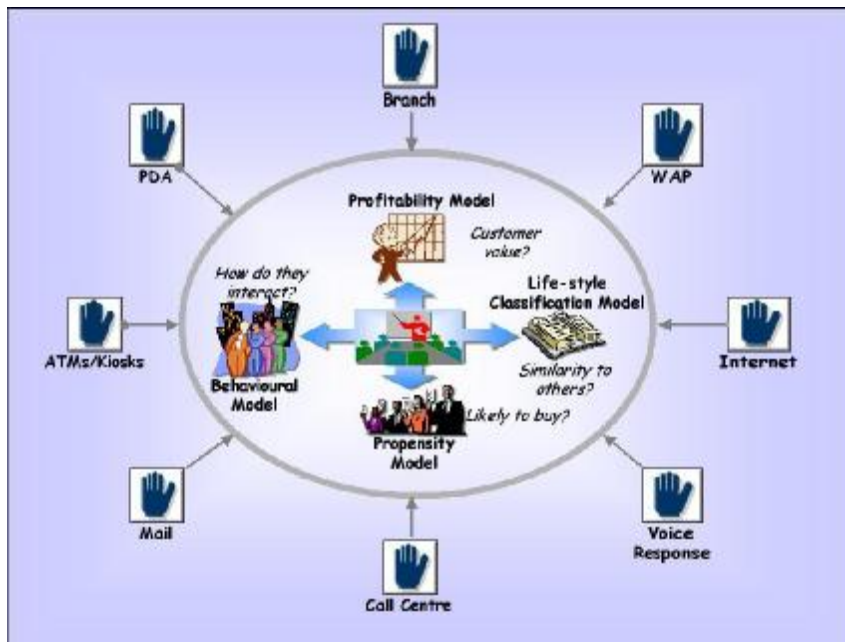 Branch
PDA
WAP
Profitability Model
Customer
value?
How do they
interact?
Life-style
Classification Model
ATMs/Kiosks
Internet
Behavioural
Model
Similarity to
others?
Likely to buy?
Propensity
Model
Mail
Voice
Response
Call Centre